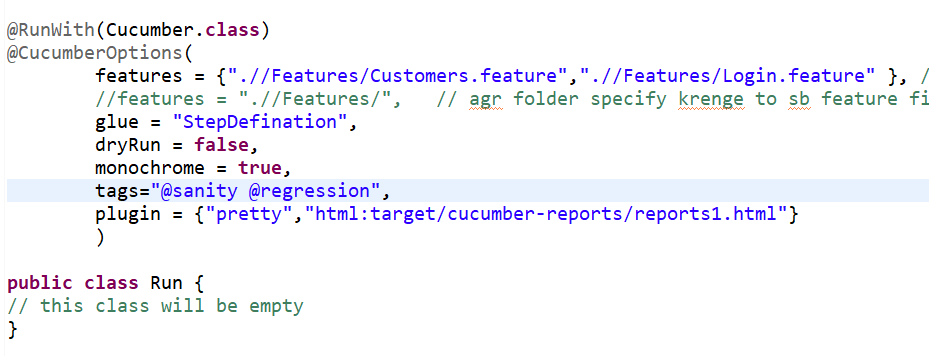 @RunWith(Cucumber.class)
@CucumberOptions(
features = {".//Features/Customers.feature",".//Features/Login.feature" }, /
//features = ".//Features/", // agr folder specify krenge to sb feature fi
glue = "StepDefination",
dryRun = false,
monochrome = true,
tags="@sanity @regression",
plugin = {"pretty","html:target/cucumber-reports/reports1.html"}
)
public class Run {
// this class will be empty
}